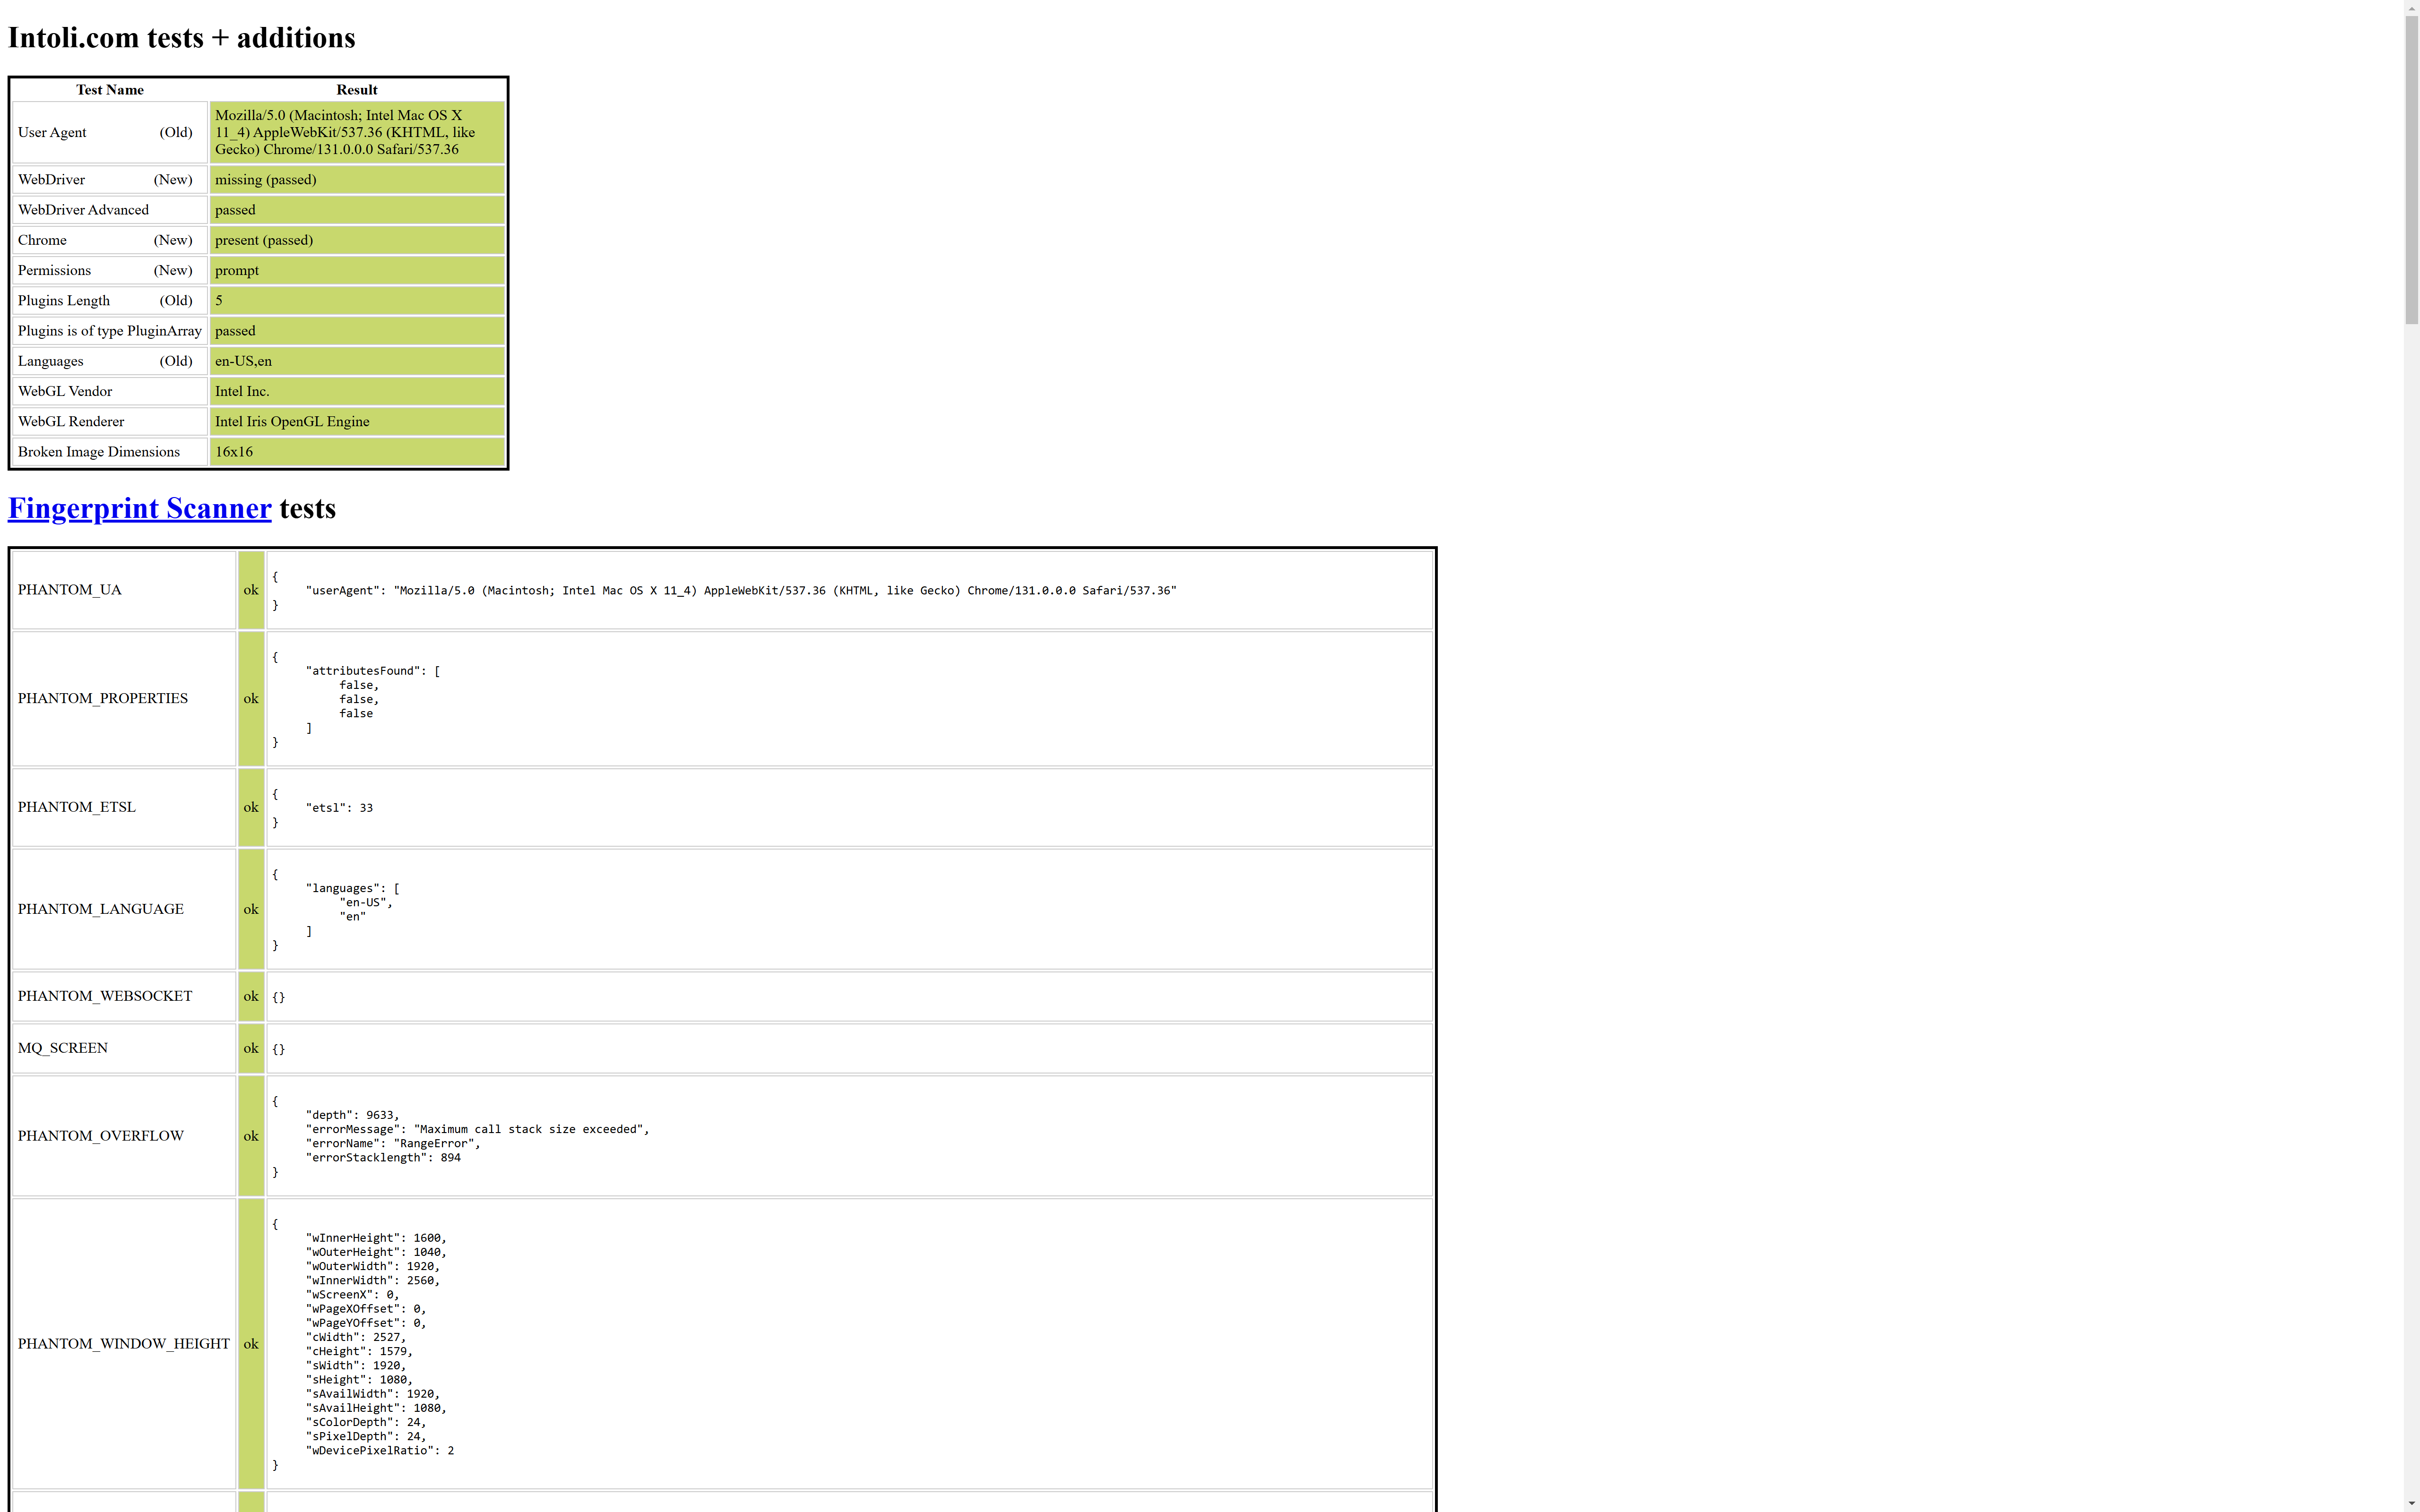 Intoli.com tests + additions
Test Name Result
User Agent (Old) Mozilla/5.0 (Macintosh; Intel Mac OS X
11_4) AppleWebKit/537.36 (KHTML, like
Gecko) Chrome/131.0.0.0 Safari/537.36
WebDriver (New) missing (passed)
WebDriver Advanced passed
Chrome (New) present (passed)
Permissions (New) prompt
Plugins Length (Old) 5
Plugins is of type PluginArray passed
Languages (Old) en-US,en
WebGL Vendor Intel Inc.
WebGL Renderer Intel Iris OpenGL Engine
Broken Image Dimensions 16x16
Fingerprint Scanner tests
PHANTOM_UA ok
{
"userAgent": "Mozilla/5.0 (Macintosh; Intel Mac OS X 11_4) AppleWebKit/537.36 (KHTML, like Gecko) Chrome/131.0.0.0 Safari/537.36"
}
PHANTOM_PROPERTIES ok
{
"attributesFound": [
false,
false,
false
]
}
PHANTOM_ETSL ok
{
"etsl": 33
}
PHANTOM_LANGUAGE ok
{
"languages": [
"en-US",
"en"
]
}
PHANTOM_WEBSOCKET ok {}
MQ_SCREEN ok {}
PHANTOM_OVERFLOW ok
{
"depth": 9633,
"errorMessage": "Maximum call stack size exceeded",
"errorName": "RangeError",
"errorStacklength": 894
}
PHANTOM_WINDOW_HEIGHT ok
{
"wInnerHeight": 1600,
"wOuterHeight": 1040,
"wOuterWidth": 1920,
"wInnerWidth": 2560,
"wScreenX": 0,
"wPageXOffset": 0,
"wPageYOffset": 0,
"cWidth": 2527,
"cHeight": 1579,
"sWidth": 1920,
"sHeight": 1080,
"sAvailWidth": 1920,
"sAvailHeight": 1080,
"sColorDepth": 24,
"sPixelDepth": 24,
"wDevicePixelRatio": 2
}